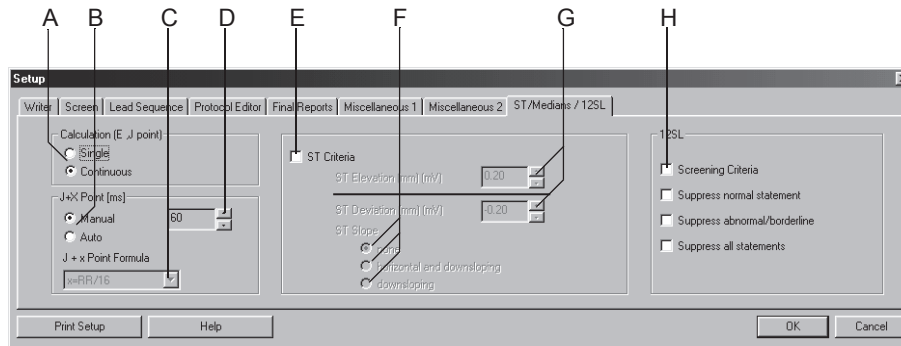 A B C D E F G H
Setup
Writer Screen Lead Sequence Protocol Editor Final Reports Miscellaneous 1 Miscellaneous 2 ST/Medians / 12SL
Calculation (E ,J point)
Single
Continuous
J+X Point [ms]
Manual 60
Auto
J + x Point Formula
x=RR/16
ST Criteria
ST Elevation [mm] (mV) 0.20
ST Deviation [mm] (mV) -0.20
ST Slope
none
horizontal and downsloping
downsloping
12SL
Screening Criteria
Suppress normal statement
Suppress abnormal/borderline
Suppress all statements
Print Setup Help OK Cancel